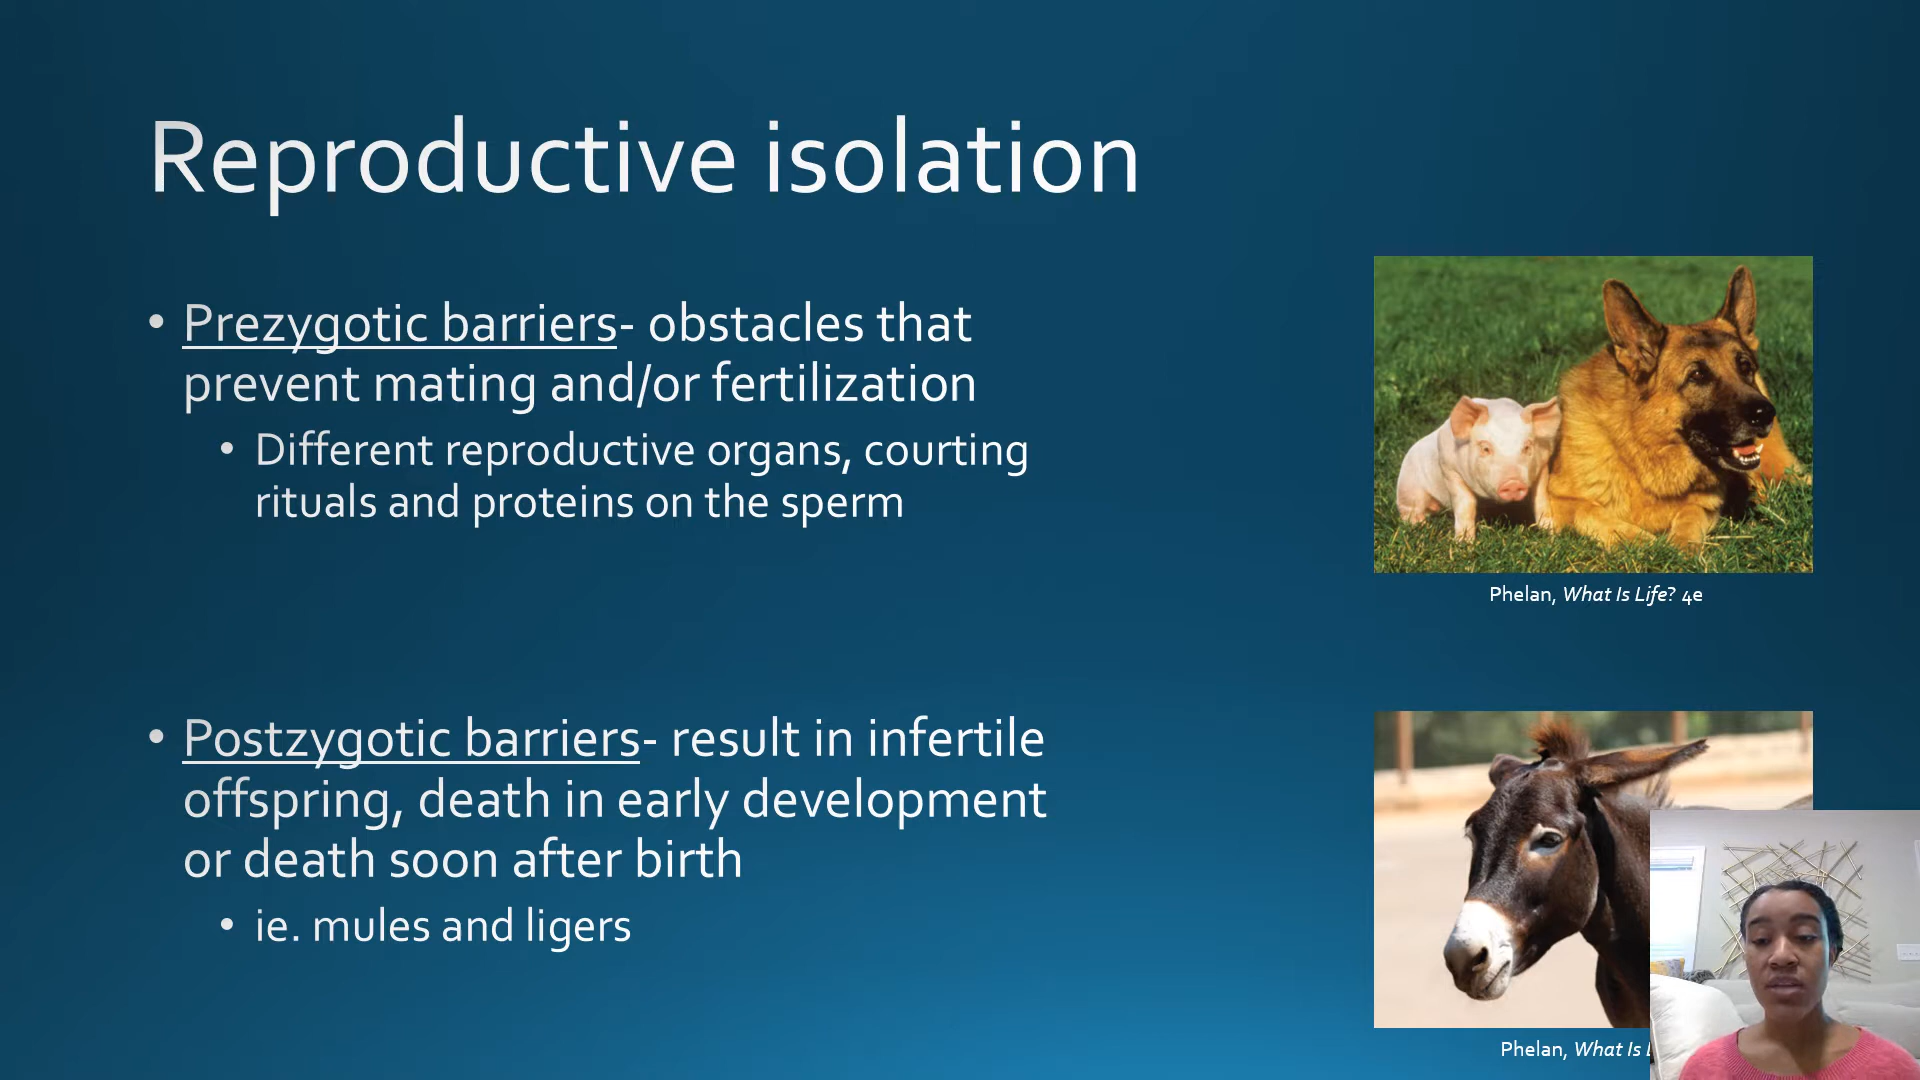 Reproductive isolation
• Prezygotic barriers- obstacles that
prevent mating and/or fertilization
• Different reproductive organs, courting
rituals and proteins on the sperm
Phelan, What Is Life? 4e
• Postzygotic barriers- result in infertile
offspring, death in early development
or death soon after birth
• ie. mules and ligers
Phelan, What Is